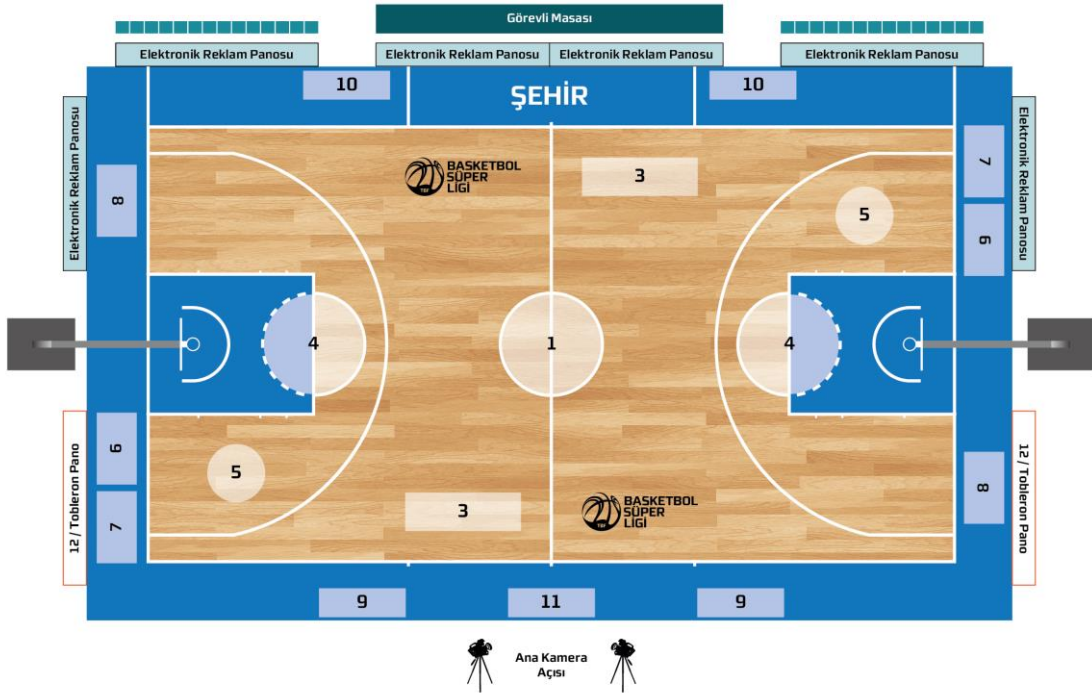 Görevli Masası
Elektronik Reklam Panosu
Elektronik Reklam Panosu
Elektronik Reklam Panosu
Elektronik Reklam Panosu
10
ŞEHİR
10
Elektronik Reklam Panosu
8
BASKETBOL
SÜPER
LİGİ
3
5
7
6
Elektronik Reklam Panosu
4
1
4
12 / Tobleron Pano
6
7
5
3
BASKETBOL
SÜPER
LİGİ
8
12 / Tobleron Pano
9
11
9
Ana Kamera
Açısı